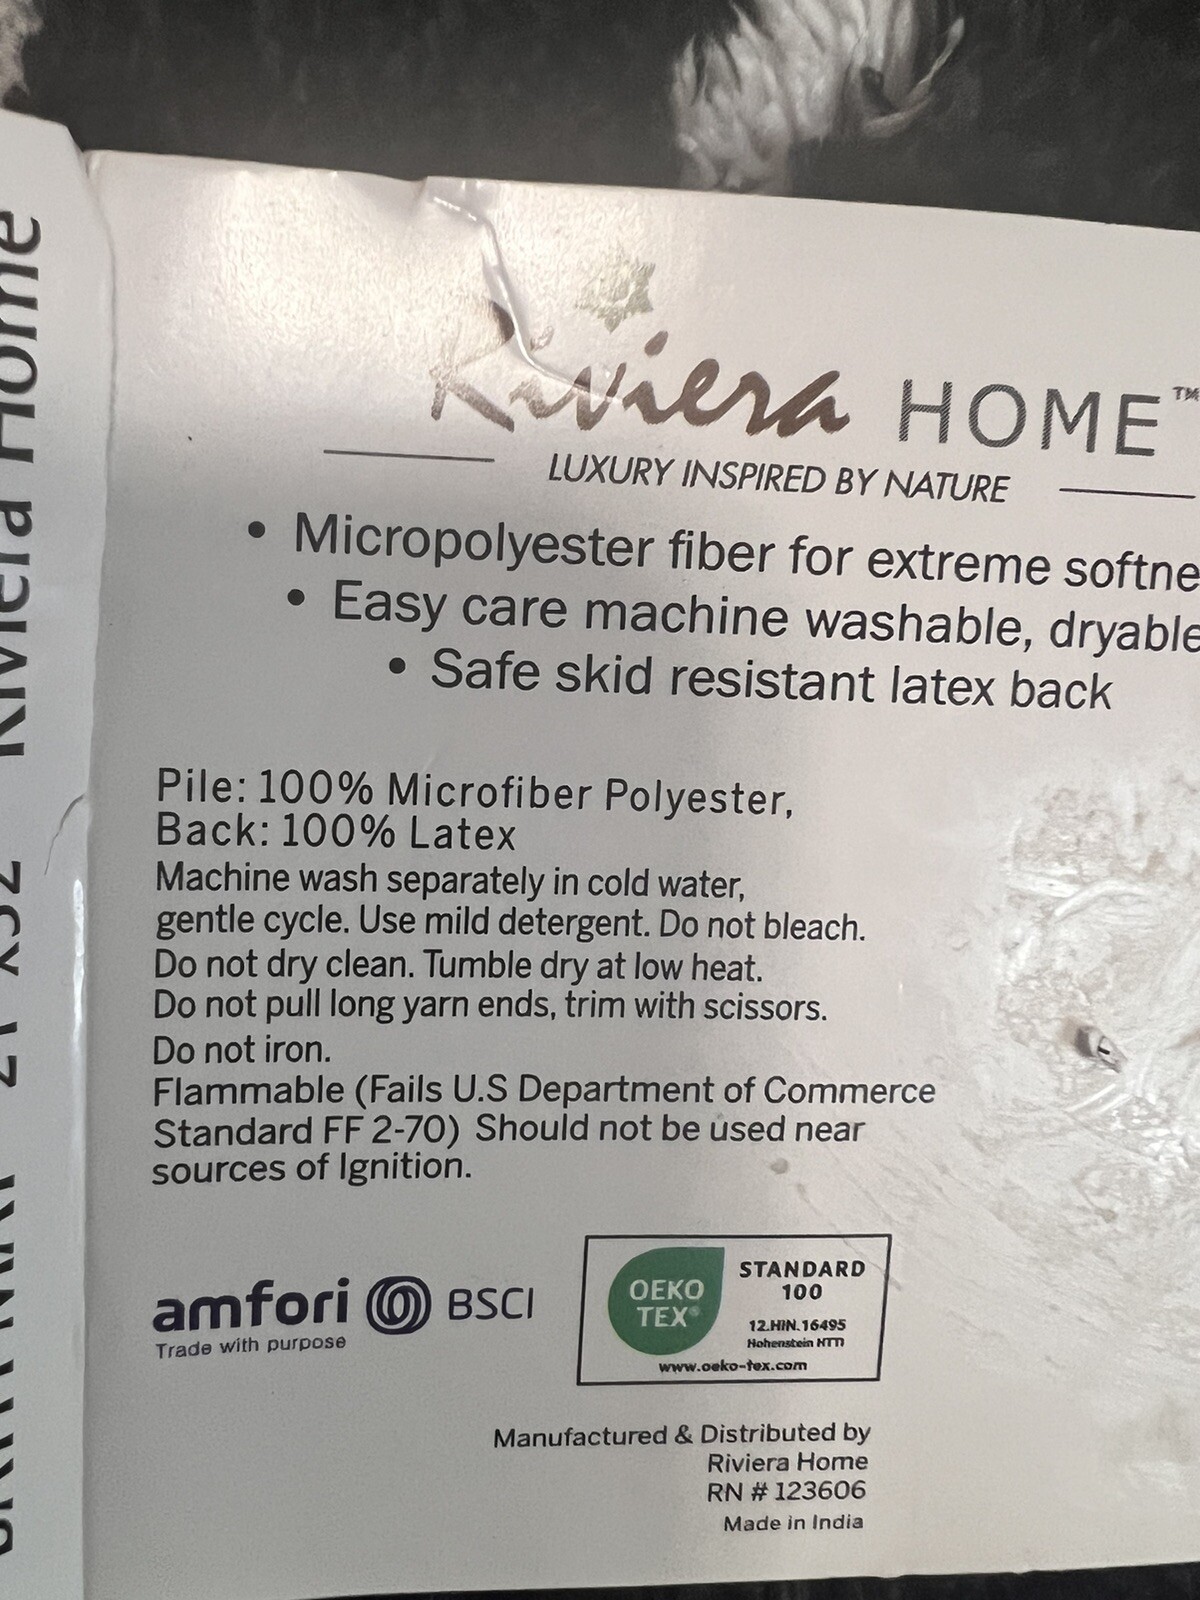 Riviera HOME™
LUXURY INSPIRED BY NATURE
• Micropolyester fiber for extreme softne
• Easy care machine washable, dryable
• Safe skid resistant latex back
Pile: 100% Microfiber Polyester,
Back: 100% Latex
Machine wash separately in cold water,
gentle cycle. Use mild detergent. Do not bleach.
Do not dry clean. Tumble dry at low heat.
Do not pull long yarn ends, trim with scissors.
Do not iron.
Flammable (Fails U.S Department of Commerce
Standard FF 2-70) Should not be used near
sources of Ignition.
amfori BSCI
Trade with purpose
OEKO
TEX®
STANDARD
100
12.HIN.16495
Hohenstein HTTI
www.oeko-tex.com
Manufactured & Distributed by
Riviera Home
RN # 123606
Made in India
Riviera Home